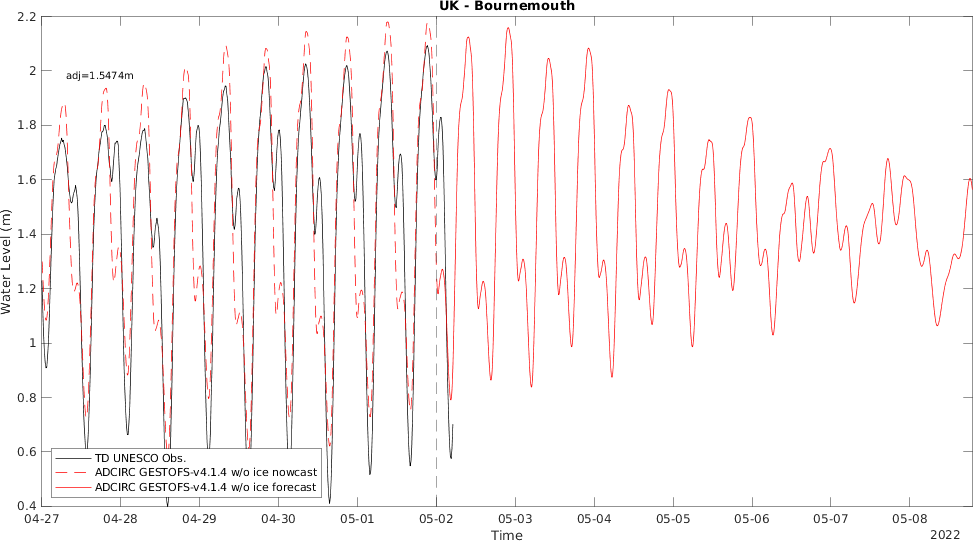 UK - Bournemouth
adj=1.5474m
Water Level (m)
2.2
2
1.8
1.6
1.4
1.2
1
0.8
0.6
0.4
TD UNESCO Obs.
ADCIRC GESTOFS-v4.1.4 w/o ice nowcast
ADCIRC GESTOFS-v4.1.4 w/o ice forecast
04-27 04-28 04-29 04-30 05-01 05-02 05-03 05-04 05-05 05-06 05-07 05-08
Time
2022